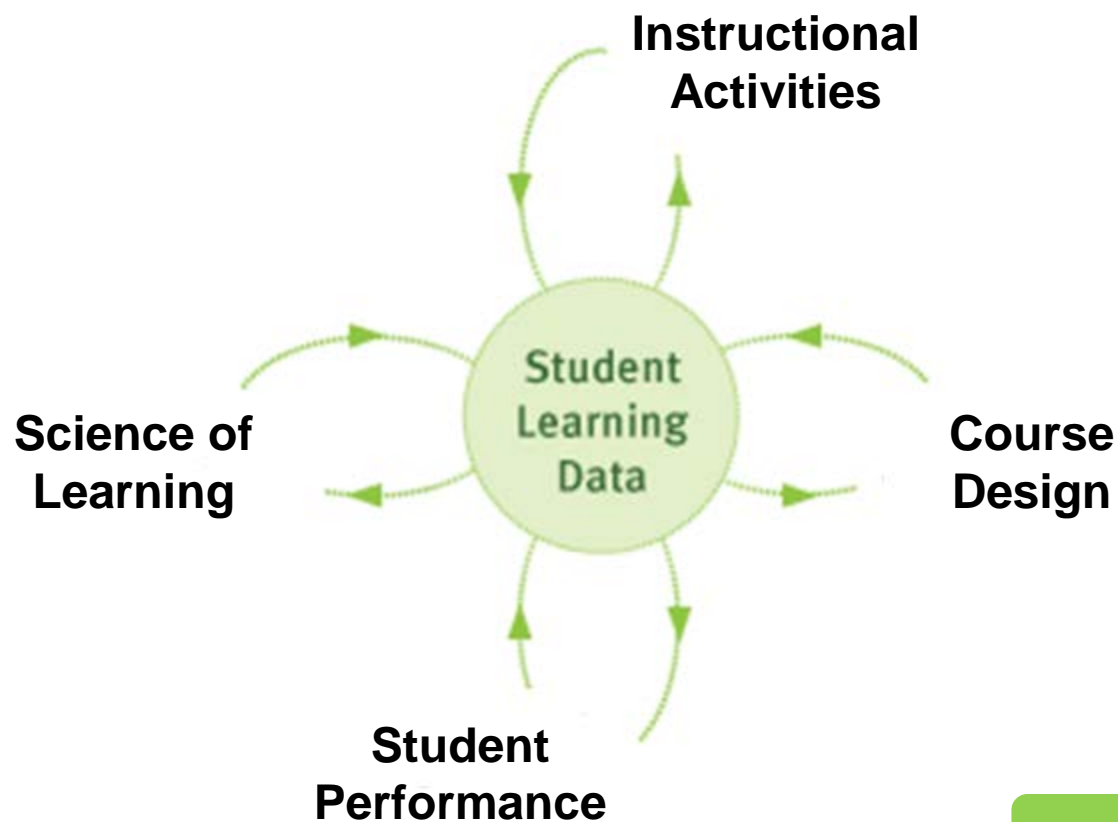 Instructional
Activities
Student
Learning
Data
Science of
Learning
Course
Design
Student
Performance